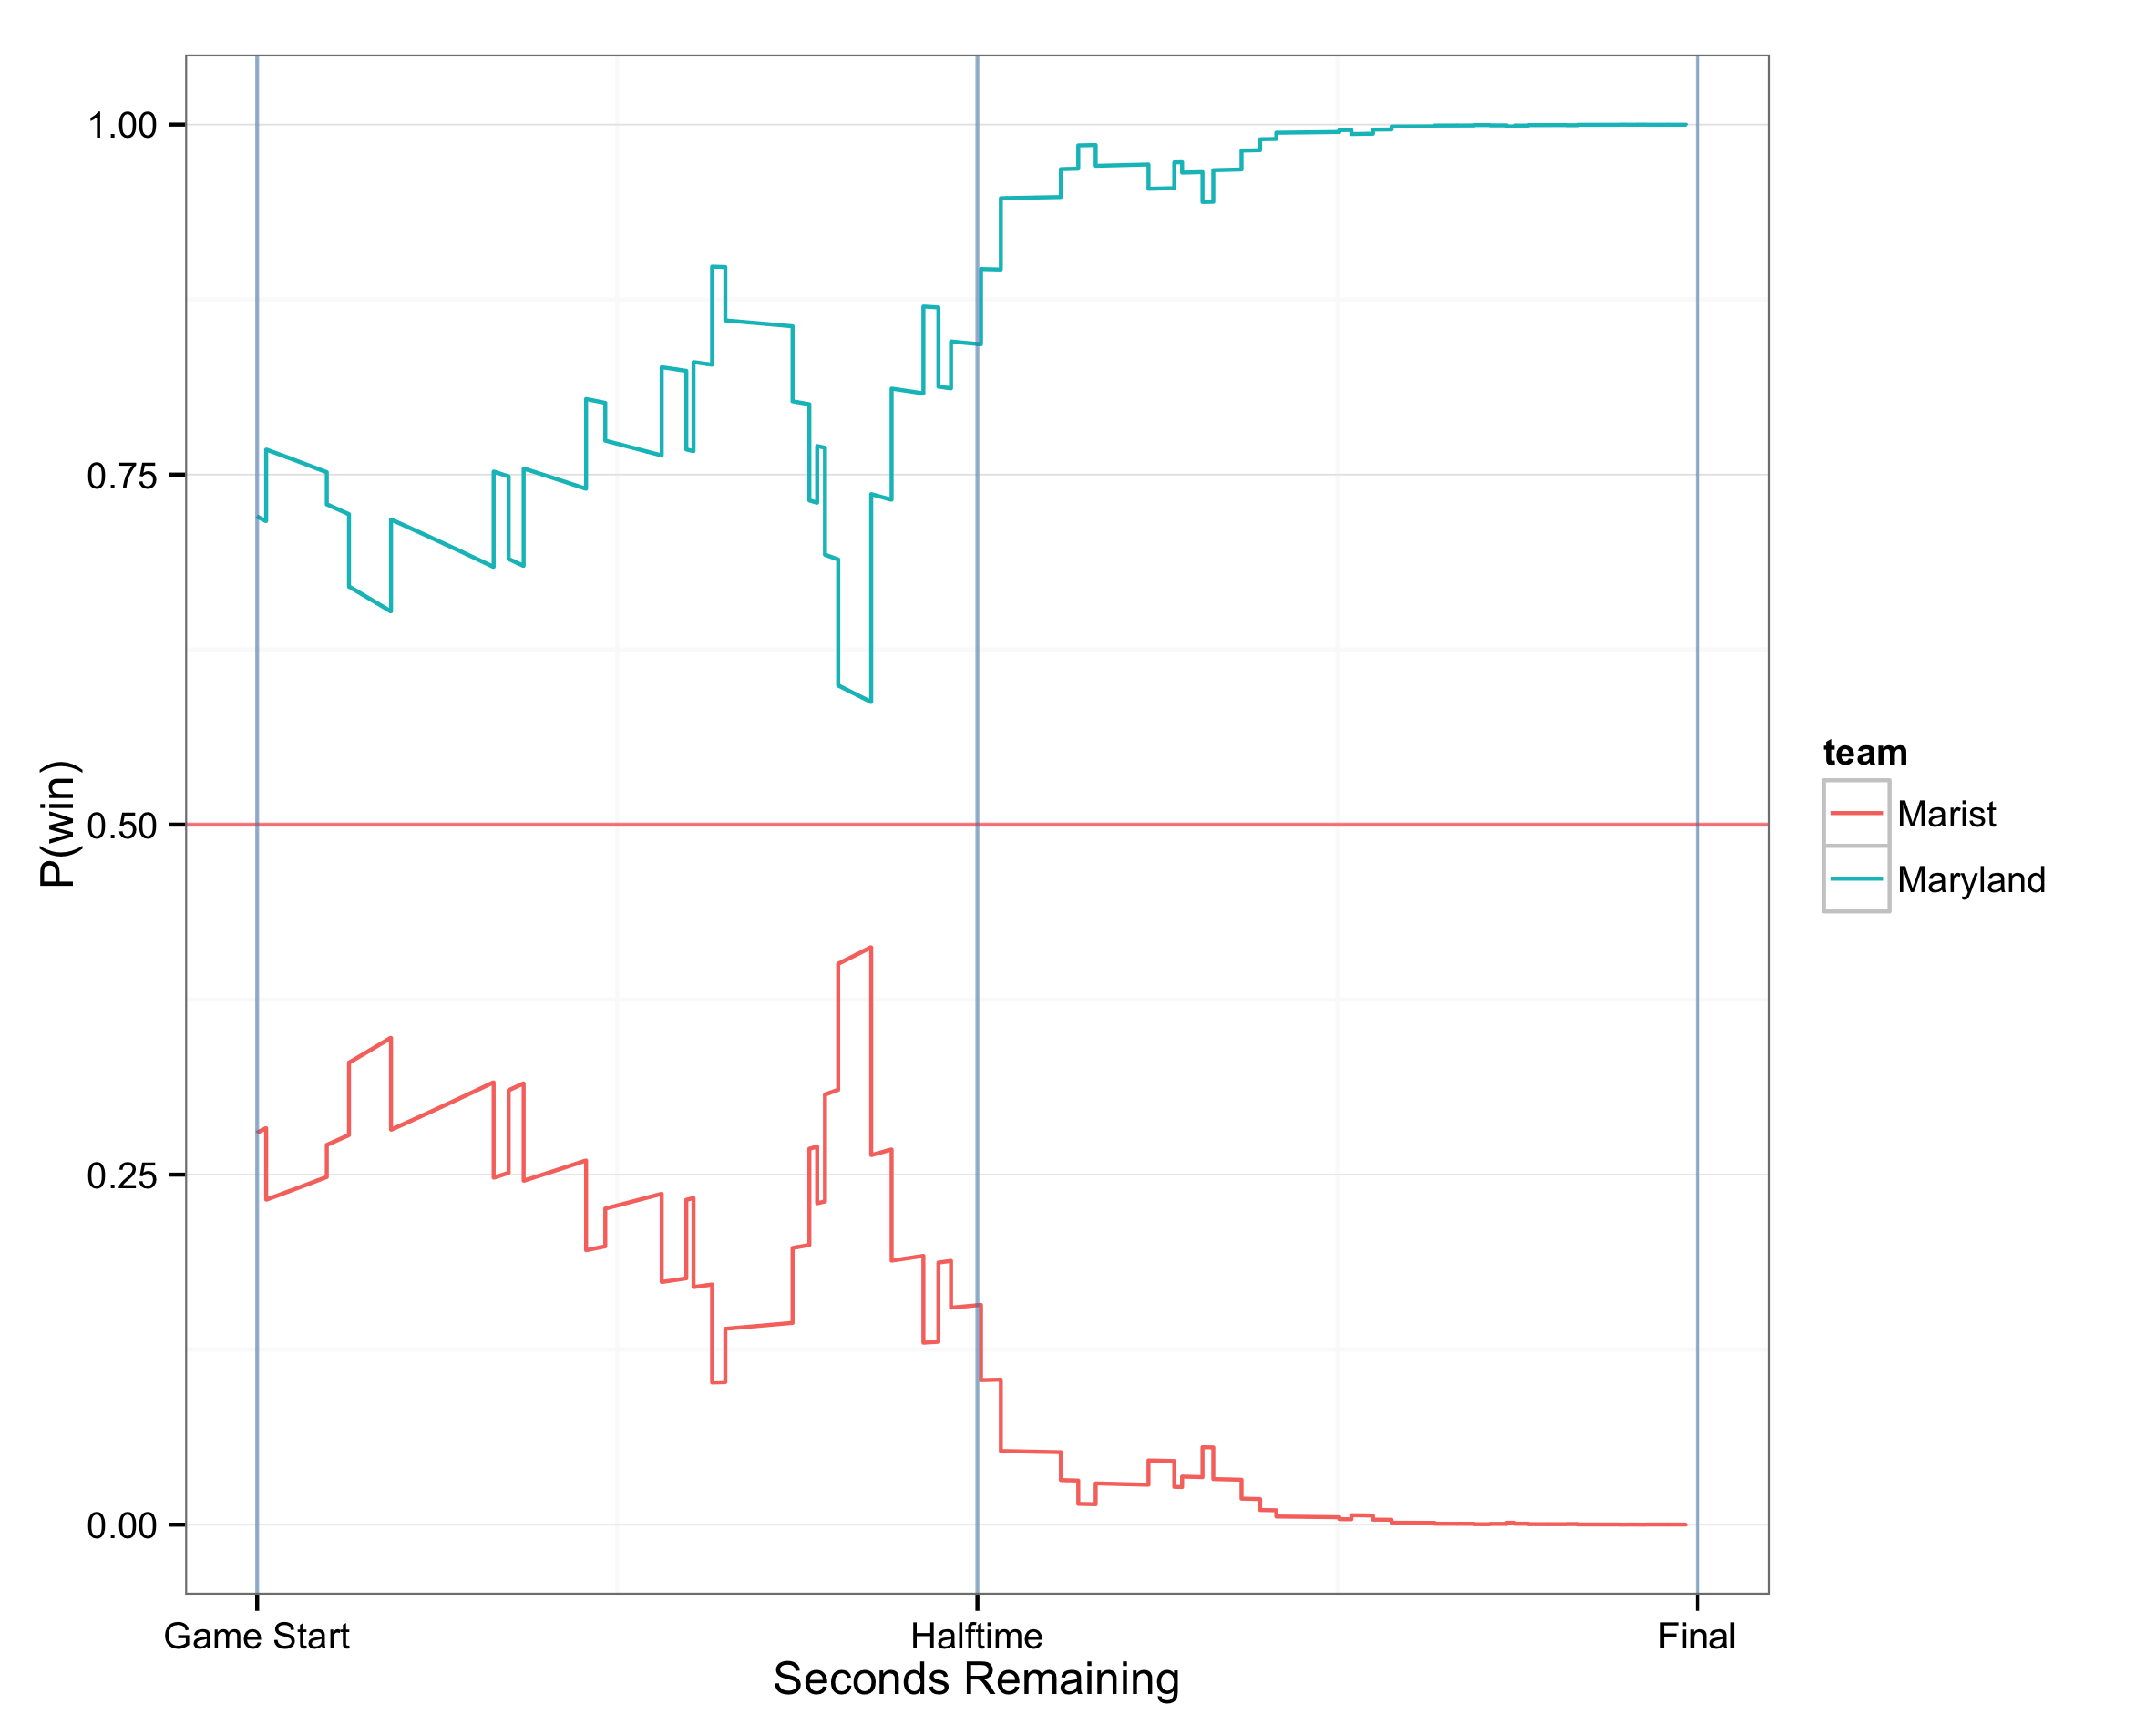 1.00
0.75
0.50
0.25
0.00
P(win)
Game Start
Halftime
Final
Seconds Remaining
team
Marist
Maryland